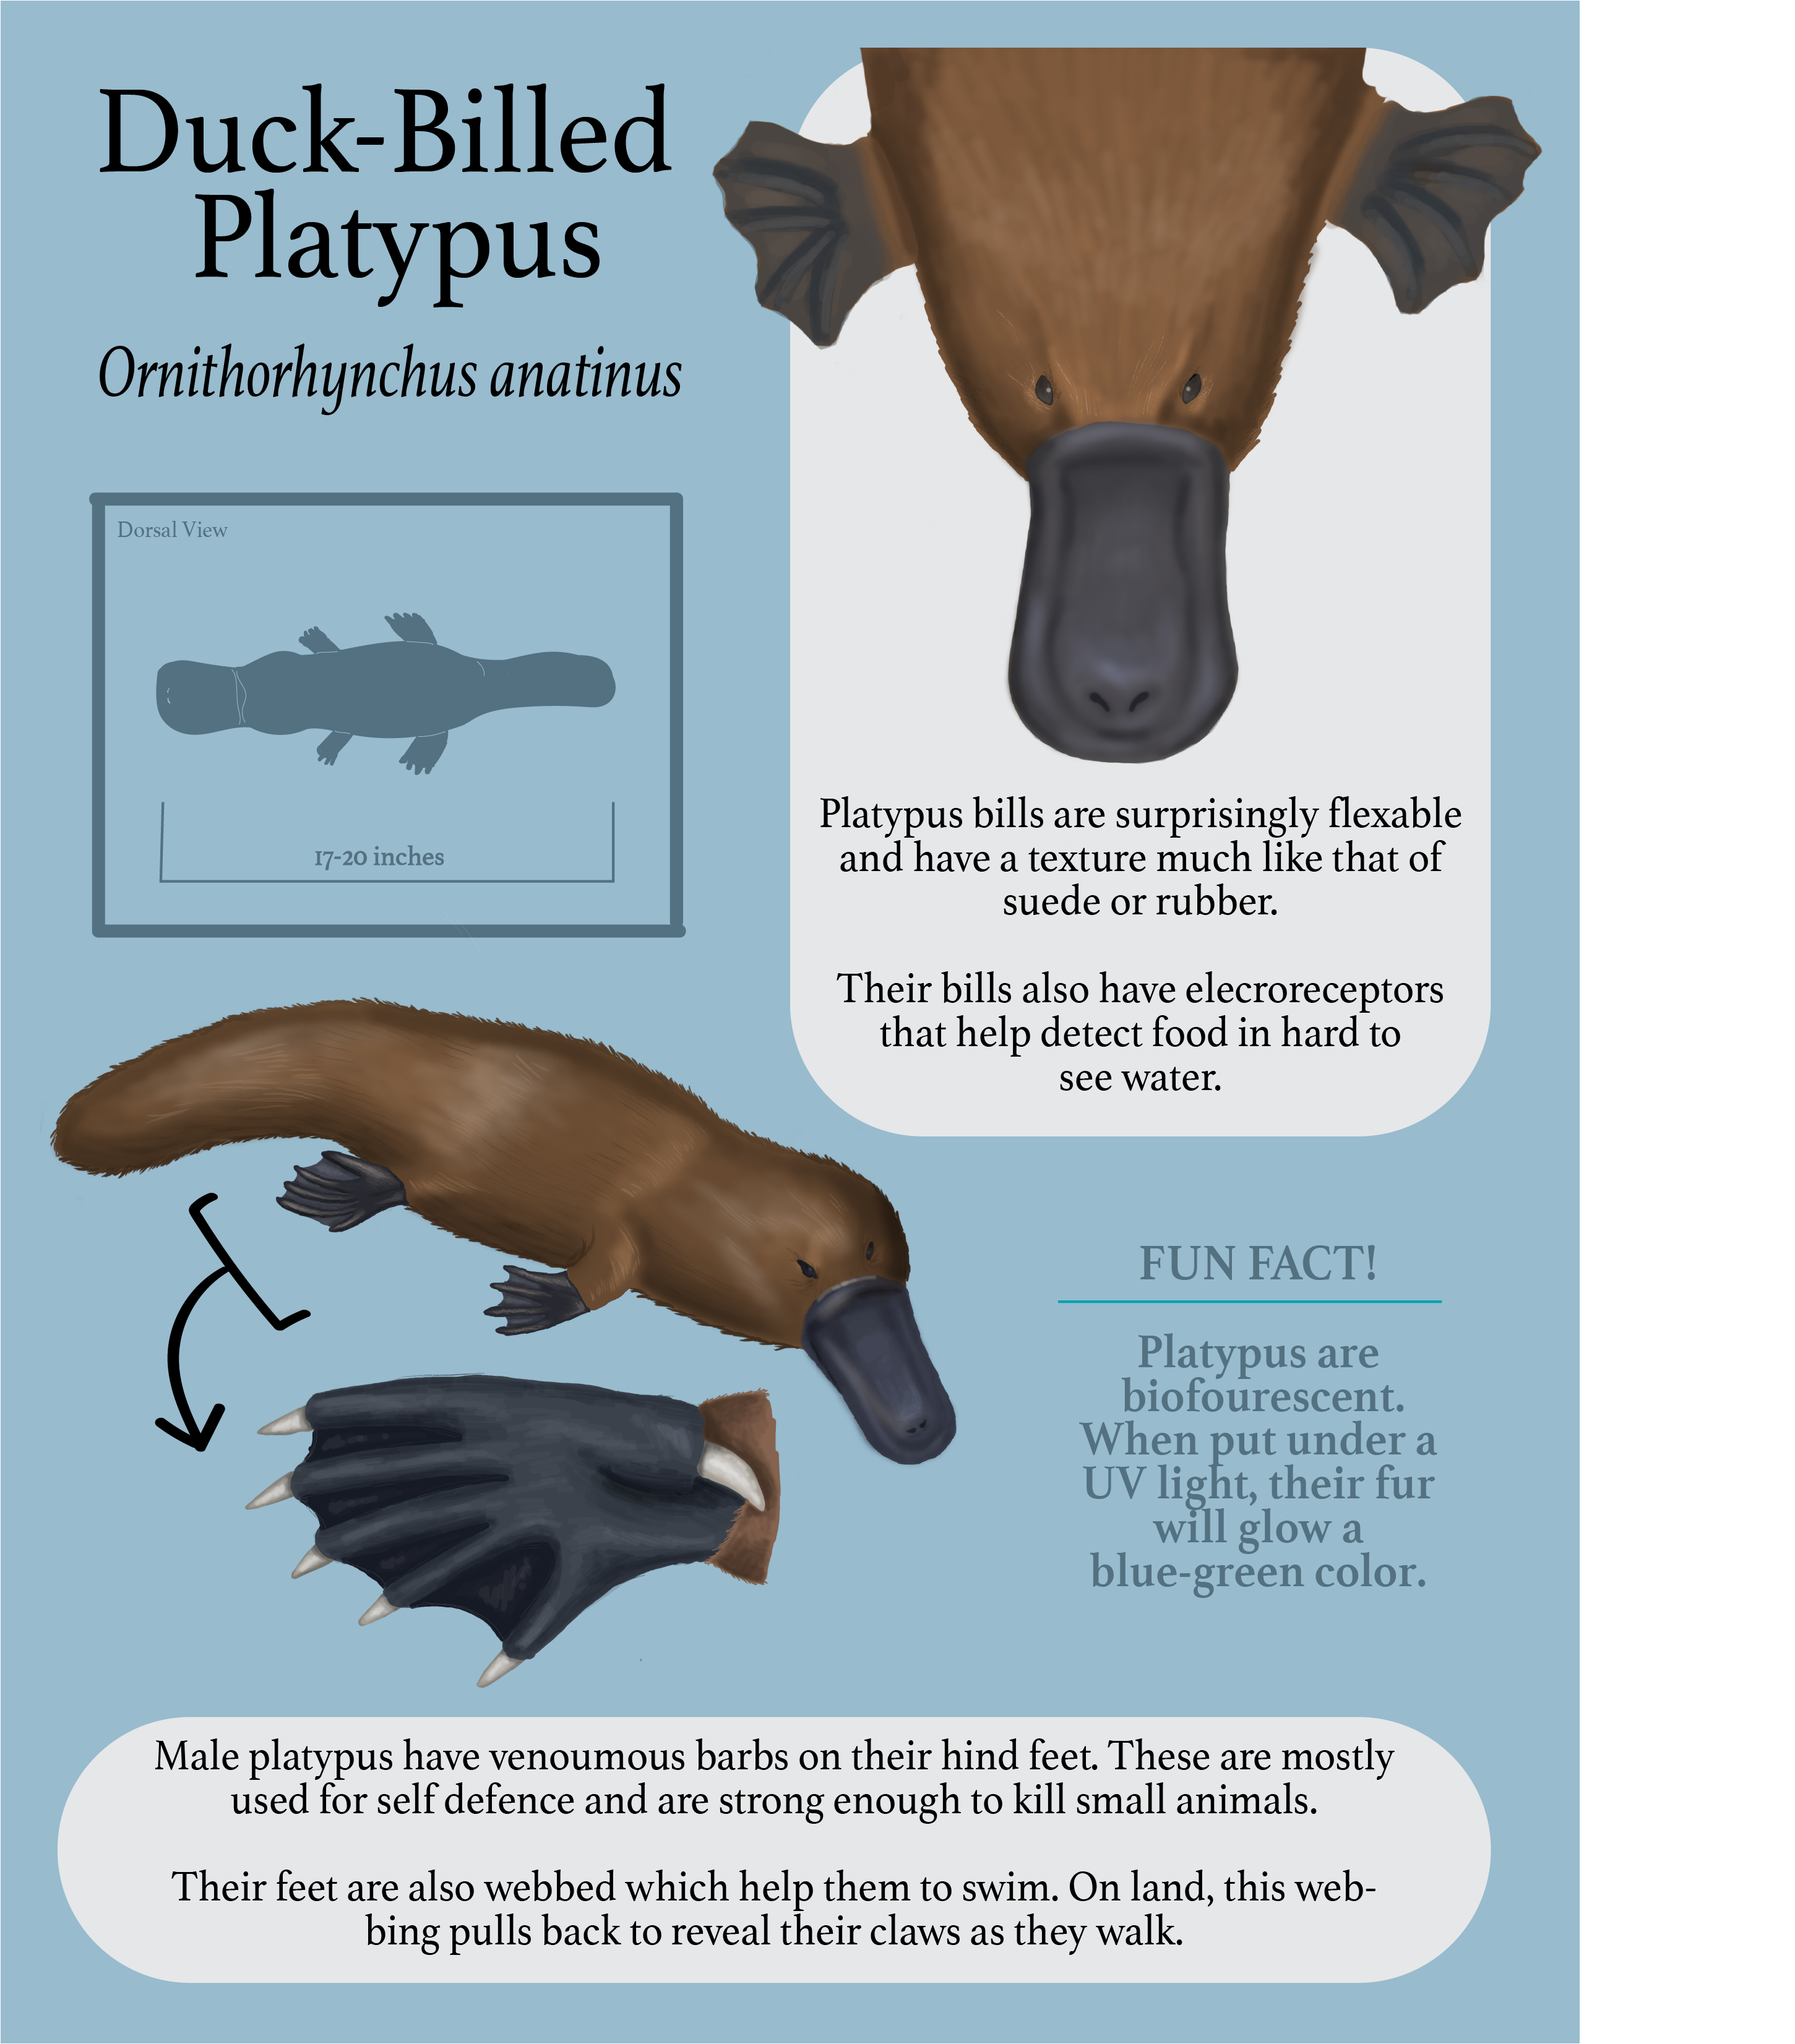 Duck-Billed
Platypus
Ornithorhynchus anatinus
Dorsal View
17-20 inches
Platypus bills are surprisingly flexable
and have a texture much like that of
suede or rubber.
Their bills also have elecroreceptors
that help detect food in hard to
see water.
FUN FACT!
Platypus are
biofourescent.
When put under a
UV light, their fur
will glow a
blue-green color.
Male platypus have venoumous barbs on their hind feet. These are mostly
used for self defence and are strong enough to kill small animals.
Their feet are also webbed which help them to swim. On land, this web-
bing pulls back to reveal their claws as they walk.